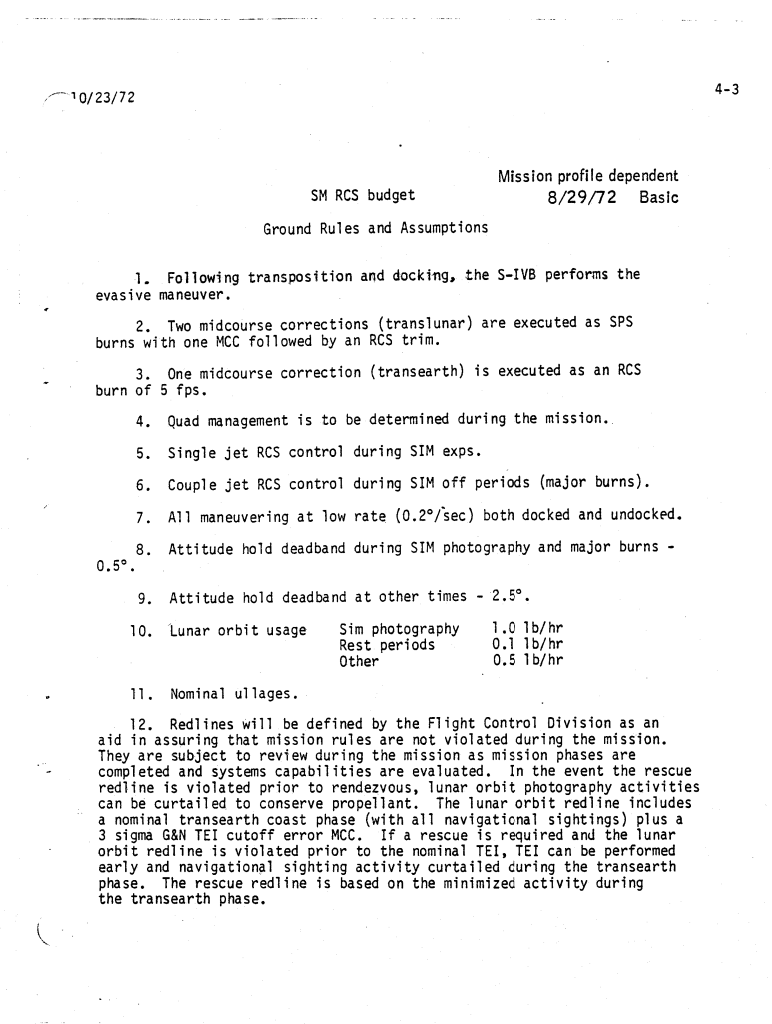 10/23/72
4-3
Mission profile dependent
SM RCS budget
8/29/72 Basic
Ground Rules and Assumptions
1. Following transposition and docking, the S-IVB performs the
evasive maneuver.
2. Two midcourse corrections (translunar) are executed as SPS
burns with one MCC followed by an RCS trim.
3. One midcourse correction (transearth) is executed as an RCS
burn of 5 fps.
4. Quad management is to be determined during the mission.
5. Single jet RCS control during SIM exps.
6. Couple jet RCS control during SIM off periods (major burns).
7. All maneuvering at low rate (0.2°/sec) both docked and undocked.
8. Attitude hold deadband during SIM photography and major burns -
0.5°.
9. Attitude hold deadband at other times - 2.5°.
10. Lunar orbit usage Sim photography 1.0 lb/hr
Rest periods 0.1 lb/hr
Other 0.5 lb/hr
11. Nominal ullages.
12. Redlines will be defined by the Flight Control Division as an
aid in assuring that mission rules are not violated during the mission.
They are subject to review during the mission as mission phases are
completed and systems capabilities are evaluated. In the event the rescue
redline is violated prior to rendezvous, lunar orbit photography activities
can be curtailed to conserve propellant. The lunar orbit redline includes
a nominal transearth coast phase (with all navigational sightings) plus a
3 sigma G&N TEI cutoff error MCC. If a rescue is required and the lunar
orbit redline is violated prior to the nominal TEI, TEI can be performed
early and navigational sighting activity curtailed during the transearth
phase. The rescue redline is based on the minimized activity during
the transearth phase.